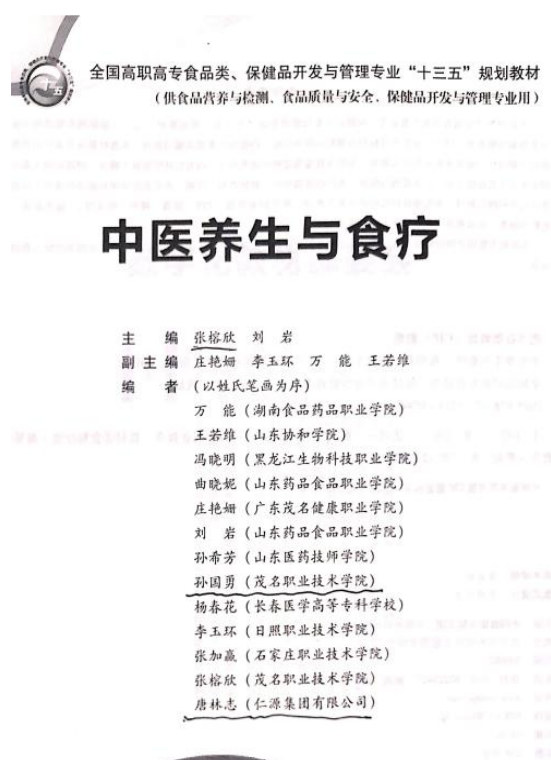 十三五
全国高职高专食品类、保健品开发与管理专业“十三五”规划教材
(供食品营养与检测、食品质量与安全、保健品开发与管理专业用)
中医养生与食疗
主 编 张榕欣 刘 岩
副主编 庄艳姗 李玉环 万 能 王若维
编 者 (以姓氏笔画为序)
万 能 (湖南食品药品职业学院)
王若维 (山东协和学院)
冯晓明 (黑龙江生物科技职业学院)
曲晓妮 (山东药品食品职业学院)
庄艳姗 (广东茂名健康职业学院)
刘 岩 (山东药品食品职业学院)
孙希芳 (山东医药技师学院)
孙国勇 (茂名职业技术学院)
杨春花 (长春医学高等专科学校)
李玉环 (日照职业技术学院)
张加赢 (石家庄职业技术学院)
张榕欣 (茂名职业技术学院)
唐林志 (仁源集团有限公司)